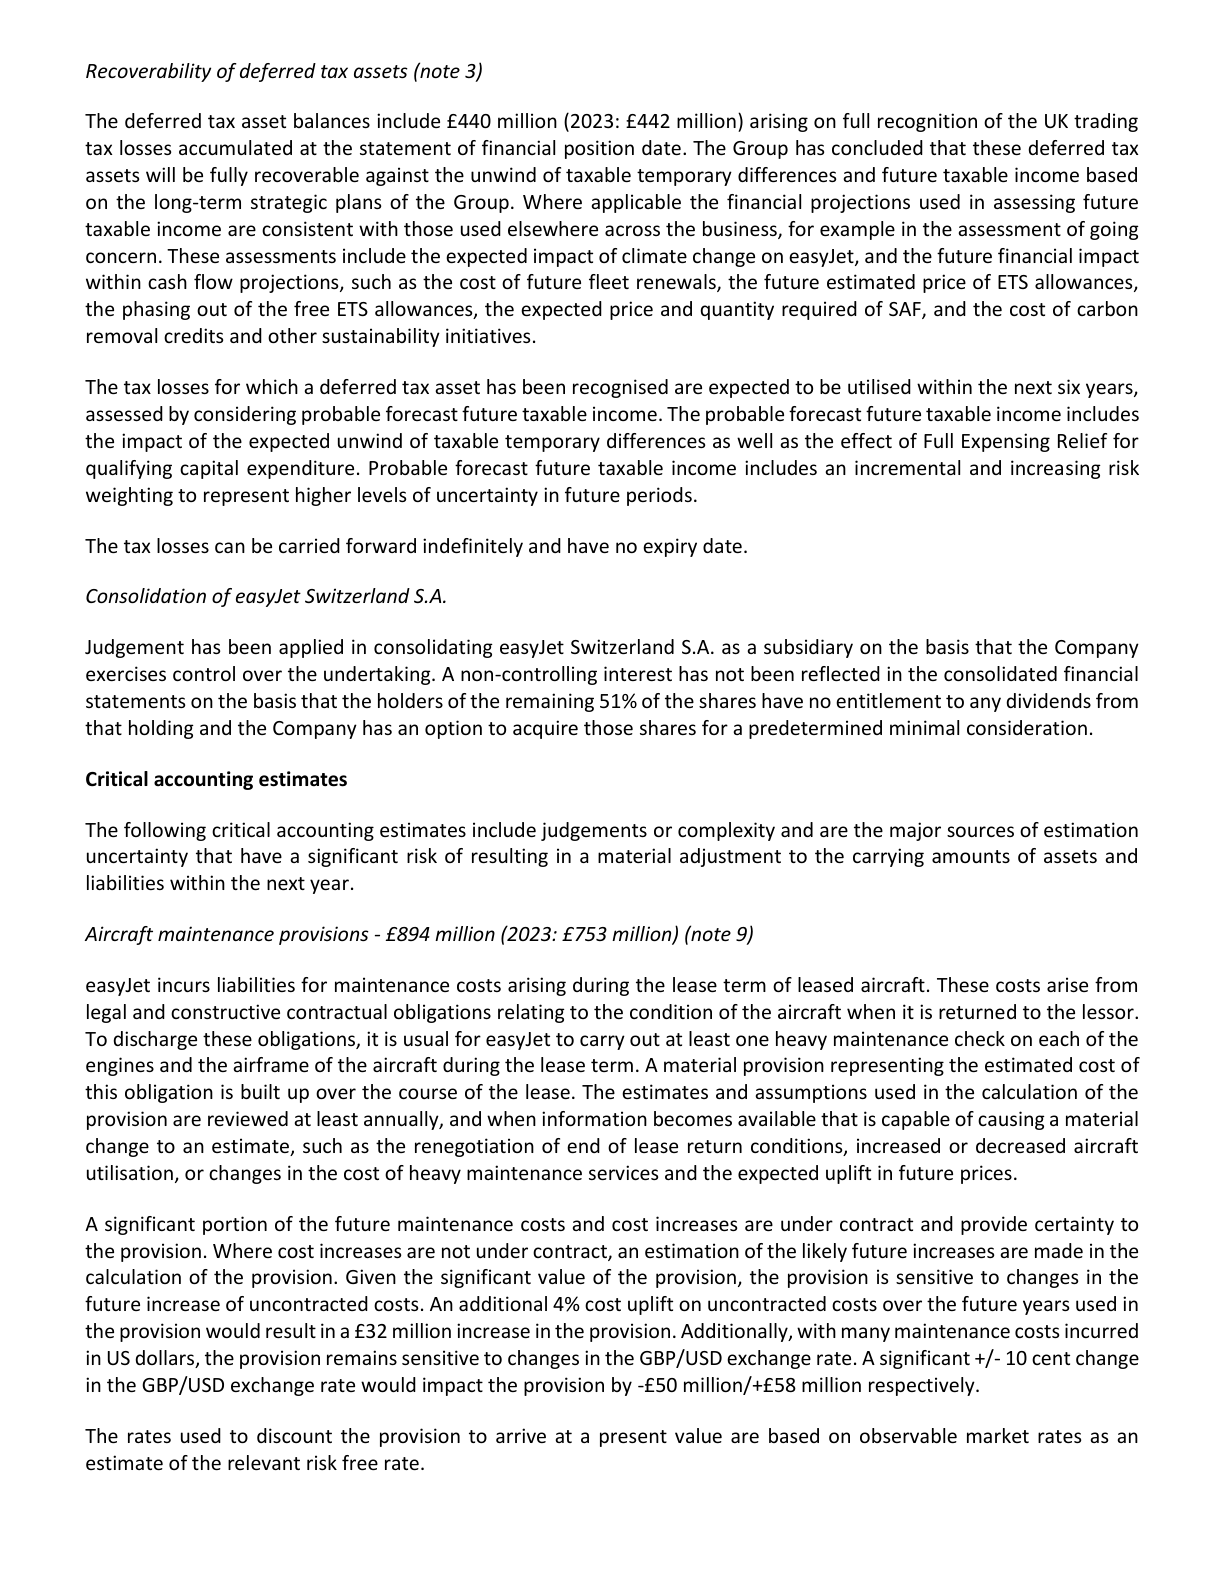 Recoverability of deferred tax assets (note 3)
The deferred tax asset balances include £440 million (2023: £442 million) arising on full recognition of the UK trading
tax losses accumulated at the statement of financial position date. The Group has concluded that these deferred tax
assets will be fully recoverable against the unwind of taxable temporary differences and future taxable income based
on the long-term strategic plans of the Group. Where applicable the financial projections used in assessing future
taxable income are consistent with those used elsewhere across the business, for example in the assessment of going
concern. These assessments include the expected impact of climate change on easyJet, and the future financial impact
within cash flow projections, such as the cost of future fleet renewals, the future estimated price of ETS allowances,
the phasing out of the free ETS allowances, the expected price and quantity required of SAF, and the cost of carbon
removal credits and other sustainability initiatives.
The tax losses for which a deferred tax asset has been recognised are expected to be utilised within the next six years,
assessed by considering probable forecast future taxable income. The probable forecast future taxable income includes
the impact of the expected unwind of taxable temporary differences as well as the effect of Full Expensing Relief for
qualifying capital expenditure. Probable forecast future taxable income includes an incremental and increasing risk
weighting to represent higher levels of uncertainty in future periods.
The tax losses can be carried forward indefinitely and have no expiry date.
Consolidation of easyJet Switzerland S.A.
Judgement has been applied in consolidating easyJet Switzerland S.A. as a subsidiary on the basis that the Company
exercises control over the undertaking. A non-controlling interest has not been reflected in the consolidated financial
statements on the basis that the holders of the remaining 51% of the shares have no entitlement to any dividends from
that holding and the Company has an option to acquire those shares for a predetermined minimal consideration.
Critical accounting estimates
The following critical accounting estimates include judgements or complexity and are the major sources of estimation
uncertainty that have a significant risk of resulting in a material adjustment to the carrying amounts of assets and
liabilities within the next year.
Aircraft maintenance provisions - £894 million (2023: £753 million) (note 9)
easyJet incurs liabilities for maintenance costs arising during the lease term of leased aircraft. These costs arise from
legal and constructive contractual obligations relating to the condition of the aircraft when it is returned to the lessor.
To discharge these obligations, it is usual for easyJet to carry out at least one heavy maintenance check on each of the
engines and the airframe of the aircraft during the lease term. A material provision representing the estimated cost of
this obligation is built up over the course of the lease. The estimates and assumptions used in the calculation of the
provision are reviewed at least annually, and when information becomes available that is capable of causing a material
change to an estimate, such as the renegotiation of end of lease return conditions, increased or decreased aircraft
utilisation, or changes in the cost of heavy maintenance services and the expected uplift in future prices.
A significant portion of the future maintenance costs and cost increases are under contract and provide certainty to
the provision. Where cost increases are not under contract, an estimation of the likely future increases are made in the
calculation of the provision. Given the significant value of the provision, the provision is sensitive to changes in the
future increase of uncontracted costs. An additional 4% cost uplift on uncontracted costs over the future years used in
the provision would result in a £32 million increase in the provision. Additionally, with many maintenance costs incurred
in US dollars, the provision remains sensitive to changes in the GBP/USD exchange rate. A significant +/- 10 cent change
in the GBP/USD exchange rate would impact the provision by -£50 million/+£58 million respectively.
The rates used to discount the provision to arrive at a present value are based on observable market rates as an
estimate of the relevant risk free rate.